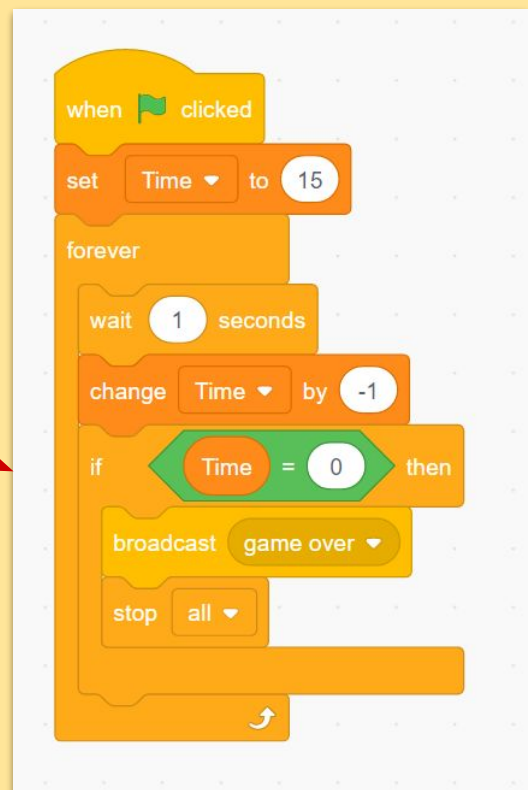 when clicked
set Time to 15
forever
wait 1 seconds
change Time by -1
if Time = 0 then
broadcast game over
stop all